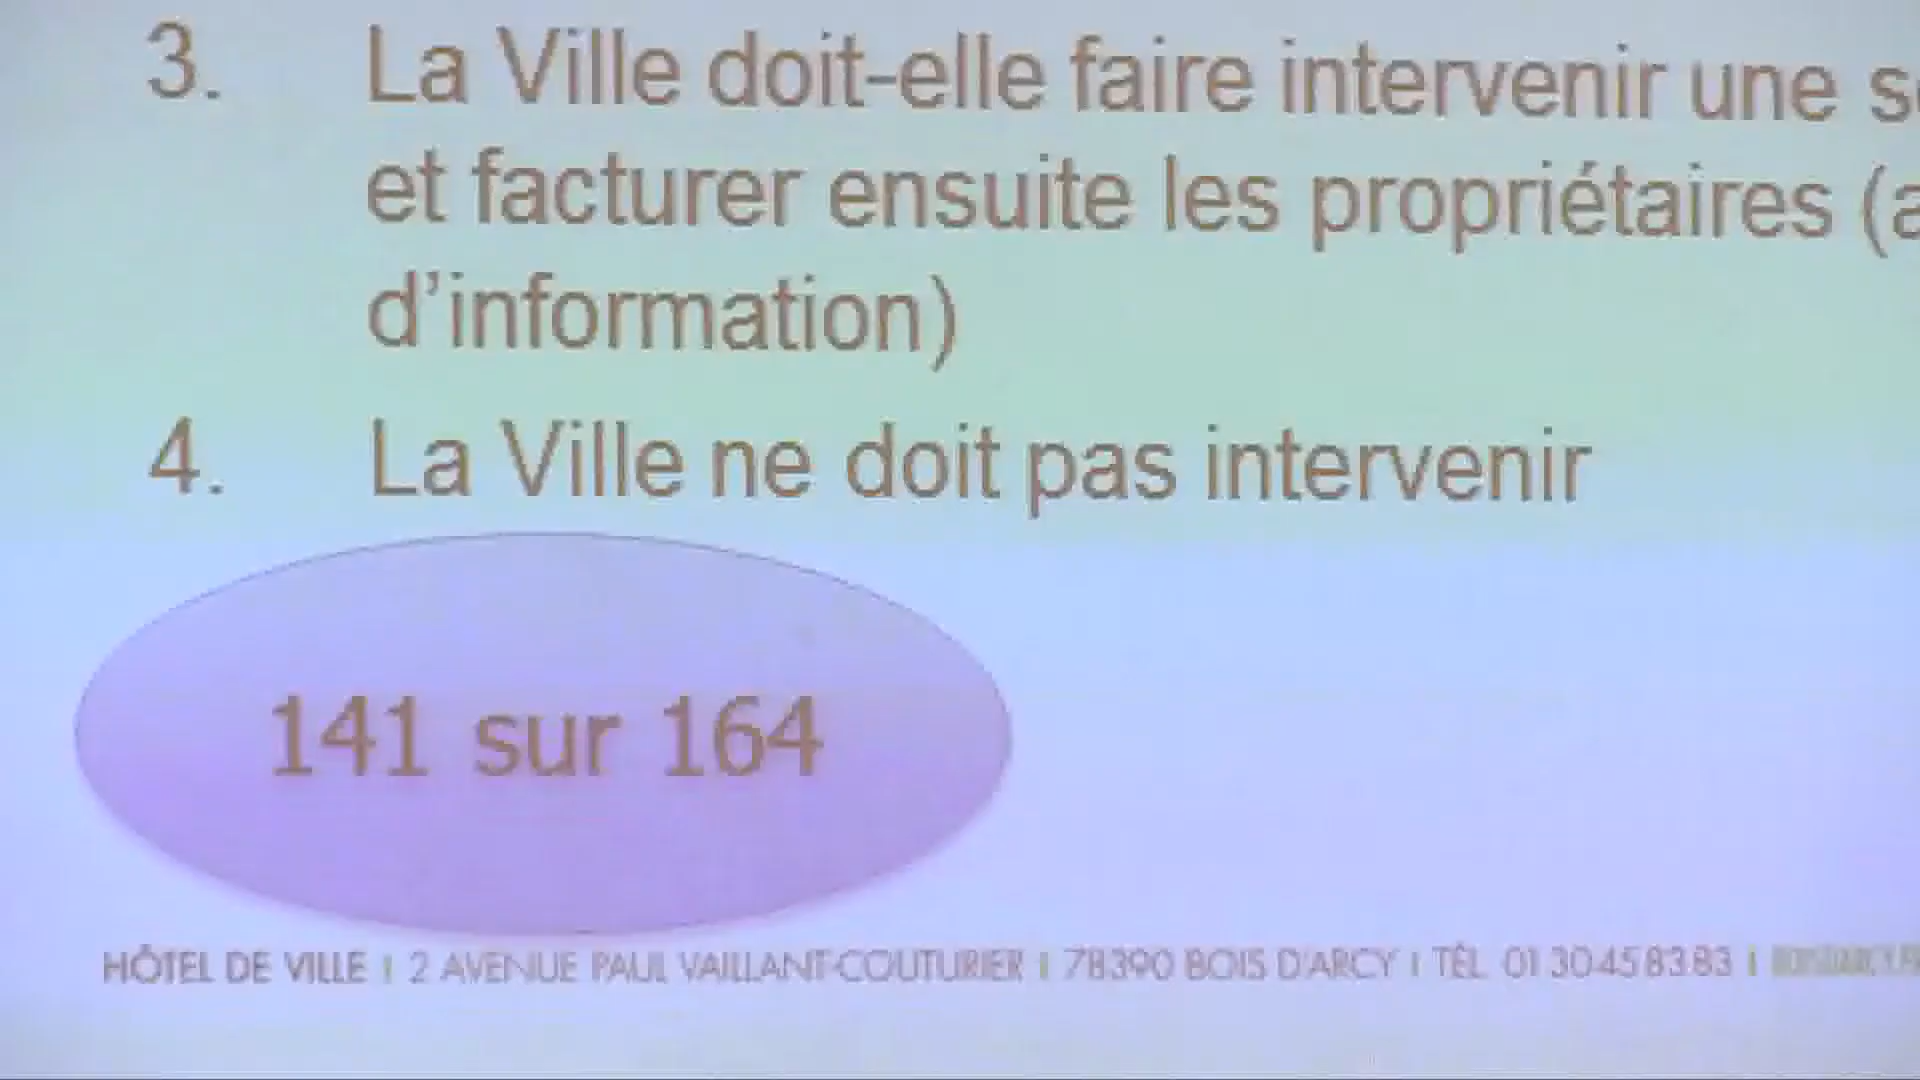 3. La Ville doit-elle faire intervenir une
et facturer ensuite les propriétaires
d'information)
4. La Ville ne doit pas intervenir
141 sur 164
HÔTEL DE VILLE | 2 AVENUE PAUL VAILLANT-COUTURIER | 78390 BOIS D'ARCY | TÉL. 01 30 45 83 83 |